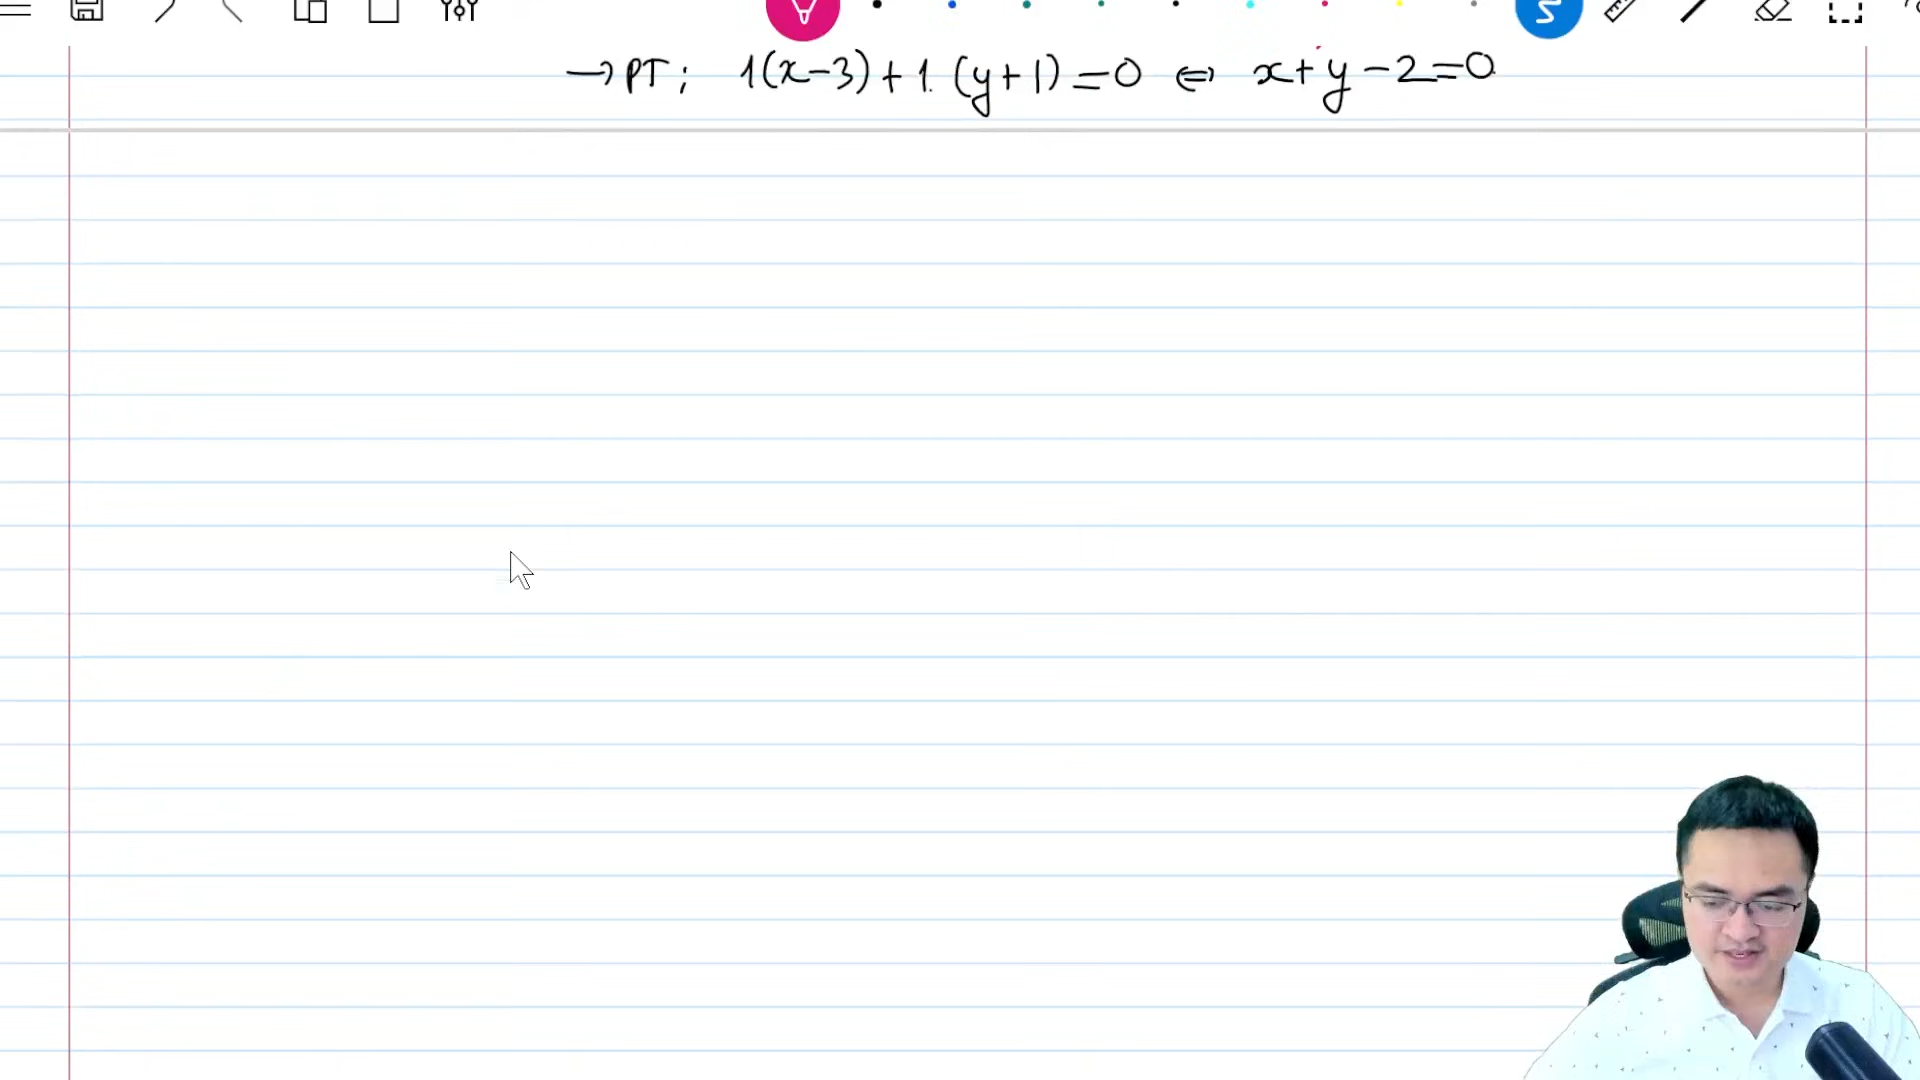 → PT: 1(x-3)+1.(y+1)=0 ⇔ x+y-2=0